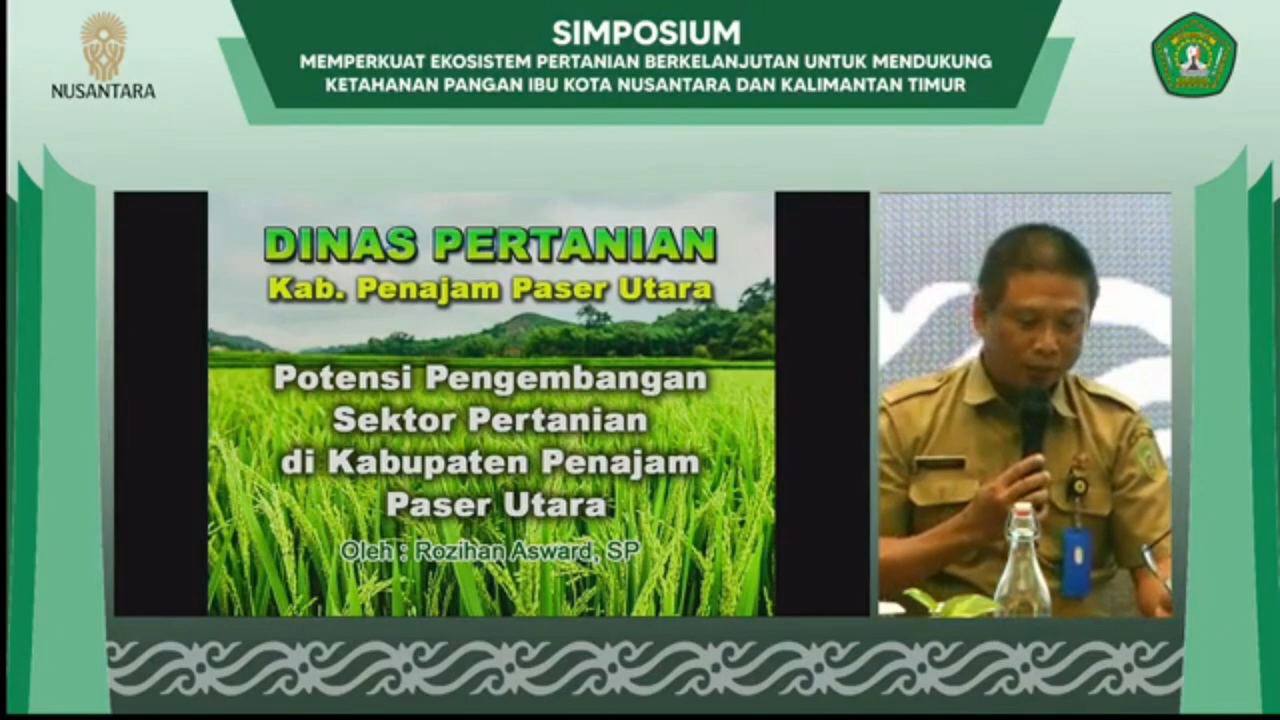 NUSANTARA
SIMPOSIUM
MEMPERKUAT EKOSISTEM PERTANIAN BERKELANJUTAN UNTUK MENDUKUNG
KETAHANAN PANGAN IBU KOTA NUSANTARA DAN KALIMANTAN TIMUR
DINAS PERTANIAN
Kab. Penajam Paser Utara
Potensi Pengembangan
Sektor Pertanian
di Kabupaten Penajam
Paser Utara
Oleh : Rozihan Asward, SP